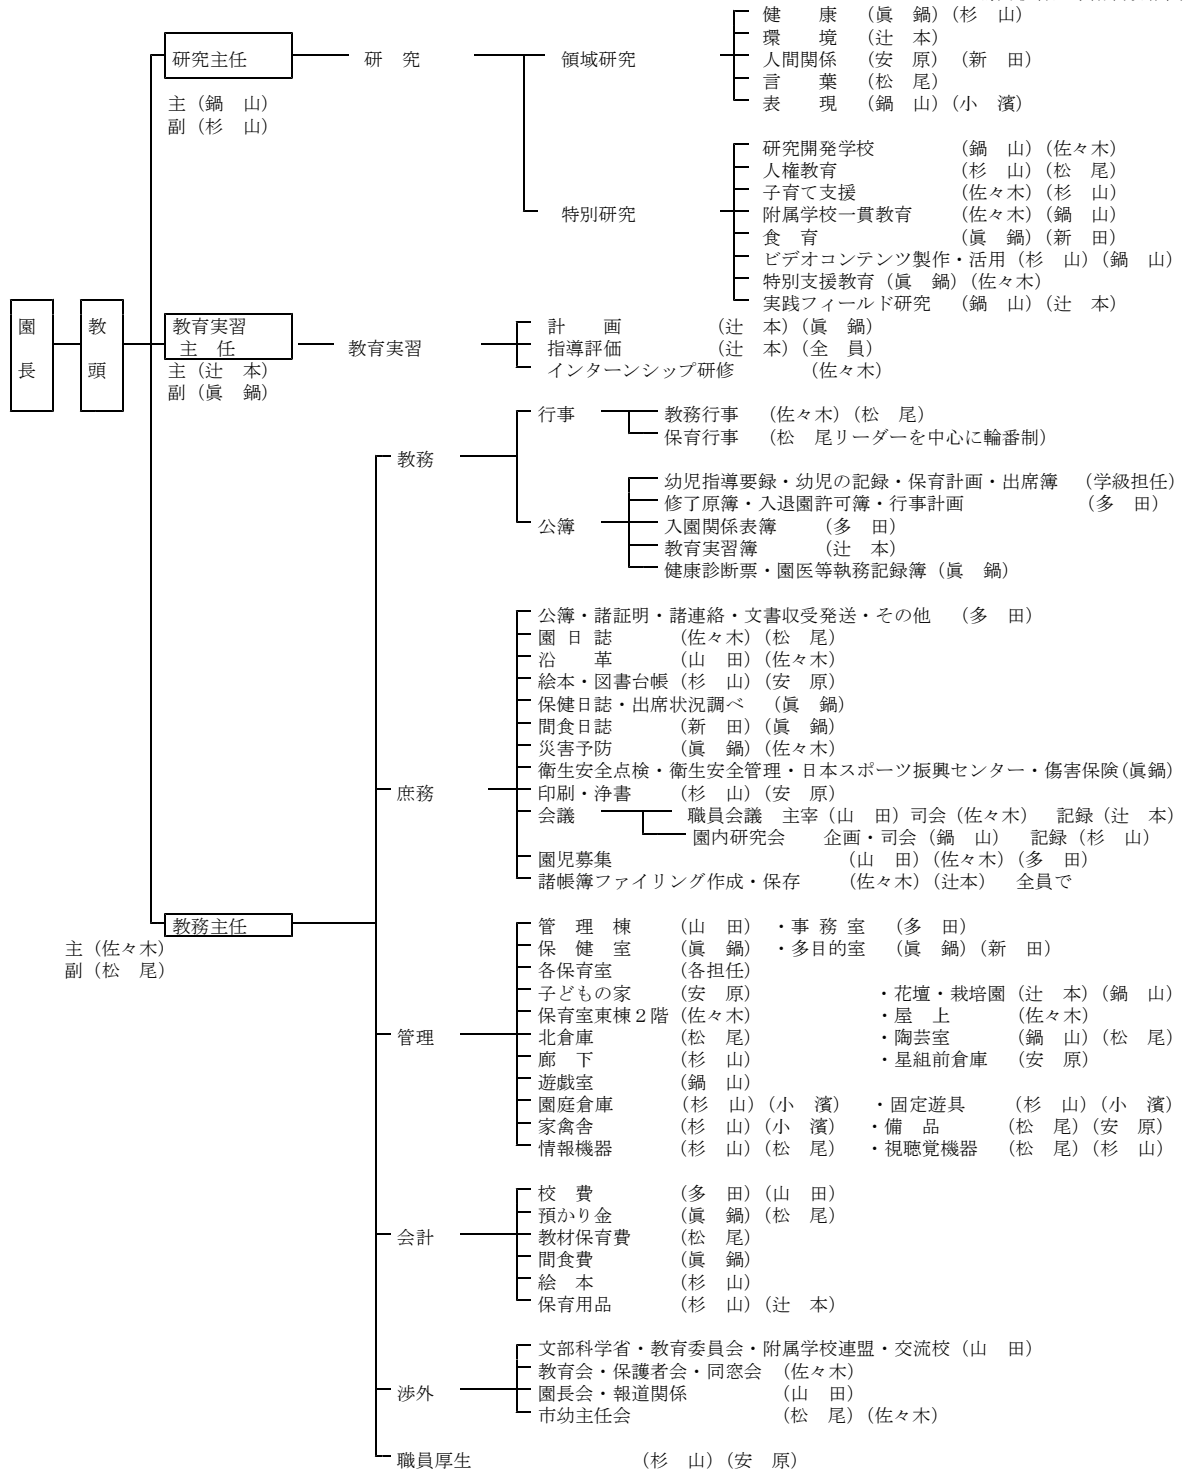 健　康　（眞　鍋）（杉　山）
環　境　（辻　本）
研究主任　研　究　領域研究　人間関係　（安　原）　（新　田）
言　葉　（松　尾）
主（鍋　山）　表　現　（鍋　山）（小　濱）
副（杉　山）
研究開発学校　（鍋　山）（佐々木）
人権教育　（杉　山）（松　尾）
子育て支援　（佐々木）（杉　山）
特別研究　附属学校一貫教育　（佐々木）（鍋　山）
食　育　（眞　鍋）（新　田）
ビデオコンテンツ製作・活用（杉　山）（鍋　山）
特別支援教育（眞　鍋）（佐々木）
実践フィールド研究　（鍋　山）（辻　本）
園長
教頭
教育実習
主　任
教育実習
計　画　（辻　本）（眞　鍋）
指導評価　（辻　本）（全　員）
インターンシップ研修　（佐々木）
主（辻　本）
副（眞　鍋）
行事　教務行事　（佐々木）（松　尾）
保育行事　（松　尾リーダーを中心に輪番制）
教務
幼児指導要録・幼児の記録・保育計画・出席簿　（学級担任）
修了原簿・入退園許可簿・行事計画　（多　田）
公簿　入園関係表簿　（多　田）
教育実習簿　（辻　本）
健康診断票・園医等執務記録簿（眞　鍋）
公簿・諸証明・諸連絡・文書収受発送・その他　（多　田）
園 日 誌　（佐々木）（松　尾）
沿　革　（山　田）（佐々木）
絵本・図書台帳（杉　山）（安　原）
保健日誌・出席状況調べ　（眞　鍋）
間食日誌　（新　田）（眞　鍋）
災害予防　（眞　鍋）（佐々木）
衛生安全点検・衛生安全管理・日本スポーツ振興センター・傷害保険(眞鍋)
庶務　印刷・浄書　（杉　山）（安　原）
会議　職員会議　主宰（山　田）司会（佐々木）　記録（辻　本）
園内研究会　企画・司会（鍋　山）　記録（杉　山）
園児募集　（山　田）（佐々木）（多　田）
諸帳簿ファイリング作成・保存　（佐々木）（辻本）　全員で
教務主任　管　理　棟　（山　田）　・事 務 室　（多　田）
主（佐々木）　保　健　室　（眞　鍋）　・多目的室　（眞　鍋）（新　田）
副（松　尾）　各保育室　（各担任）
子どもの家　（安　原）　・花壇・栽培園（辻　本）（鍋　山）
保育室東棟２階（佐々木）　・屋　上　（佐々木）
管理　北倉庫　（松　尾）　・陶芸室　（鍋　山）（松　尾）
廊　下　（杉　山）　・星組前倉庫　（安　原）
遊戯室　（鍋　山）
園庭倉庫　（杉　山）（小　濱）　・固定遊具　（杉　山）（小　濱）
家禽舎　（杉　山）（小　濱）　・備　品　（松　尾）（安　原）
情報機器　（杉　山）（松　尾）　・視聴覚機器　（松　尾）（杉　山）
校　費　（多　田）（山　田）
預かり金　（眞　鍋）（松　尾）
会計　教材保育費　（松　尾）
間食費　（眞　鍋）
絵　本　（杉　山）
保育用品　（杉　山）（辻　本）
文部科学省・教育委員会・附属学校連盟・交流校（山　田）
教育会・保護者会・同窓会　（佐々木）
渉外　園長会・報道関係　（山　田）
市幼主任会　（松　尾）（佐々木）
職員厚生　（杉　山）（安　原）